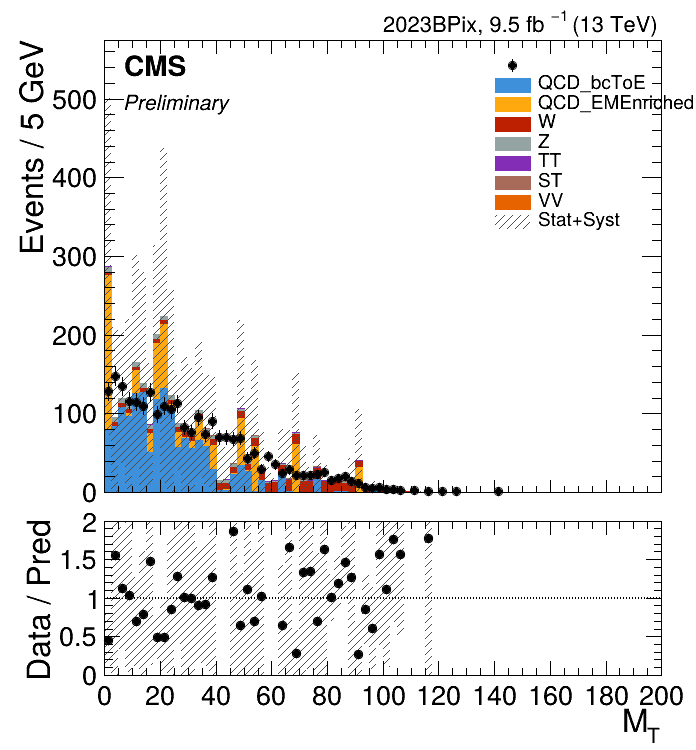 2023BPix, 9.5 fb⁻¹ (13 TeV)
CMS
Preliminary
QCD_bcToE
QCD_EMEnriched
W
Z
TT
ST
VV
Stat+Syst
Events / 5 GeV
500
400
300
200
100
0
Data / Pred
2
1.5
1
0.5
0
0 20 40 60 80 100 120 140 160 180 200
M_T